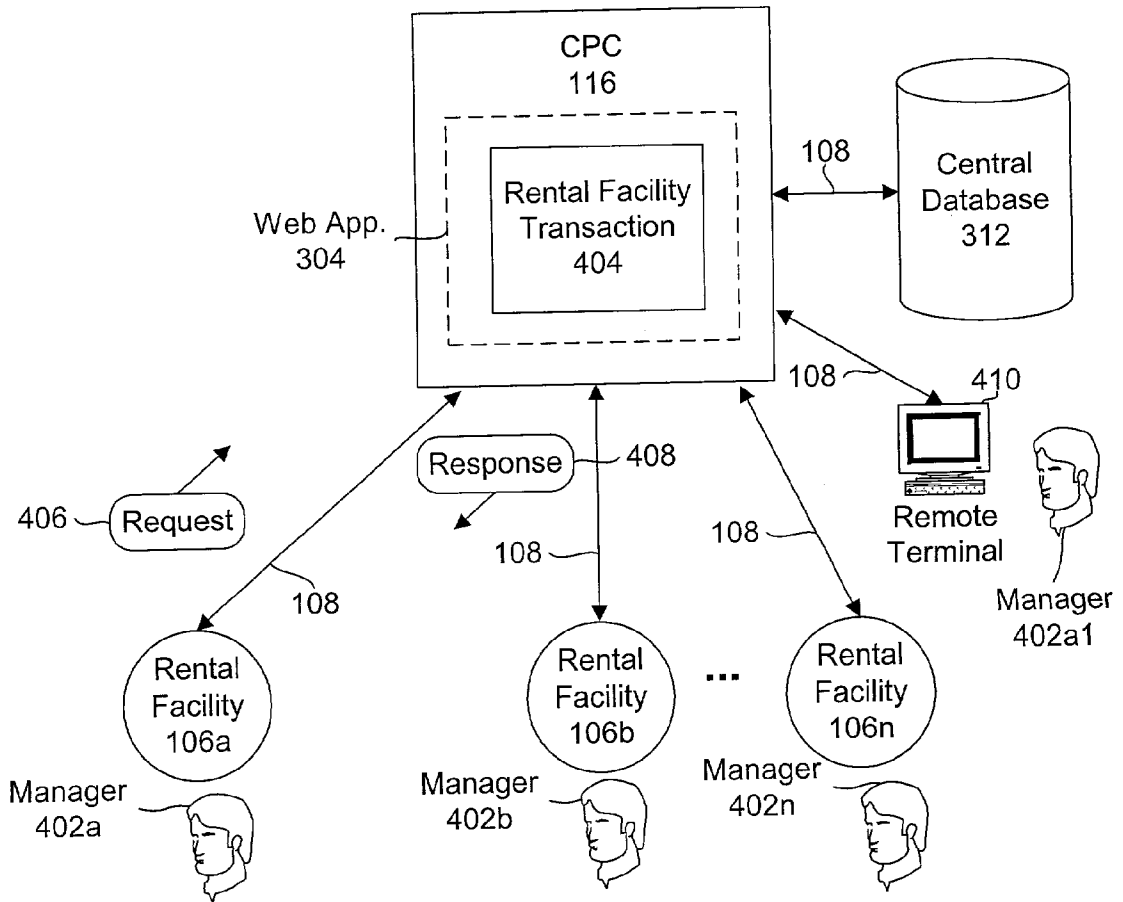 CPC
116
Web App.
304
Rental Facility
Transaction
404
108
Central
Database
312
108
410
Remote
Terminal
Manager
402a1
406
Request
Response
408
108
108
108
Rental
Facility
106a
Rental
Facility
106b
...
Rental
Facility
106n
Manager
402a
Manager
402b
Manager
402n